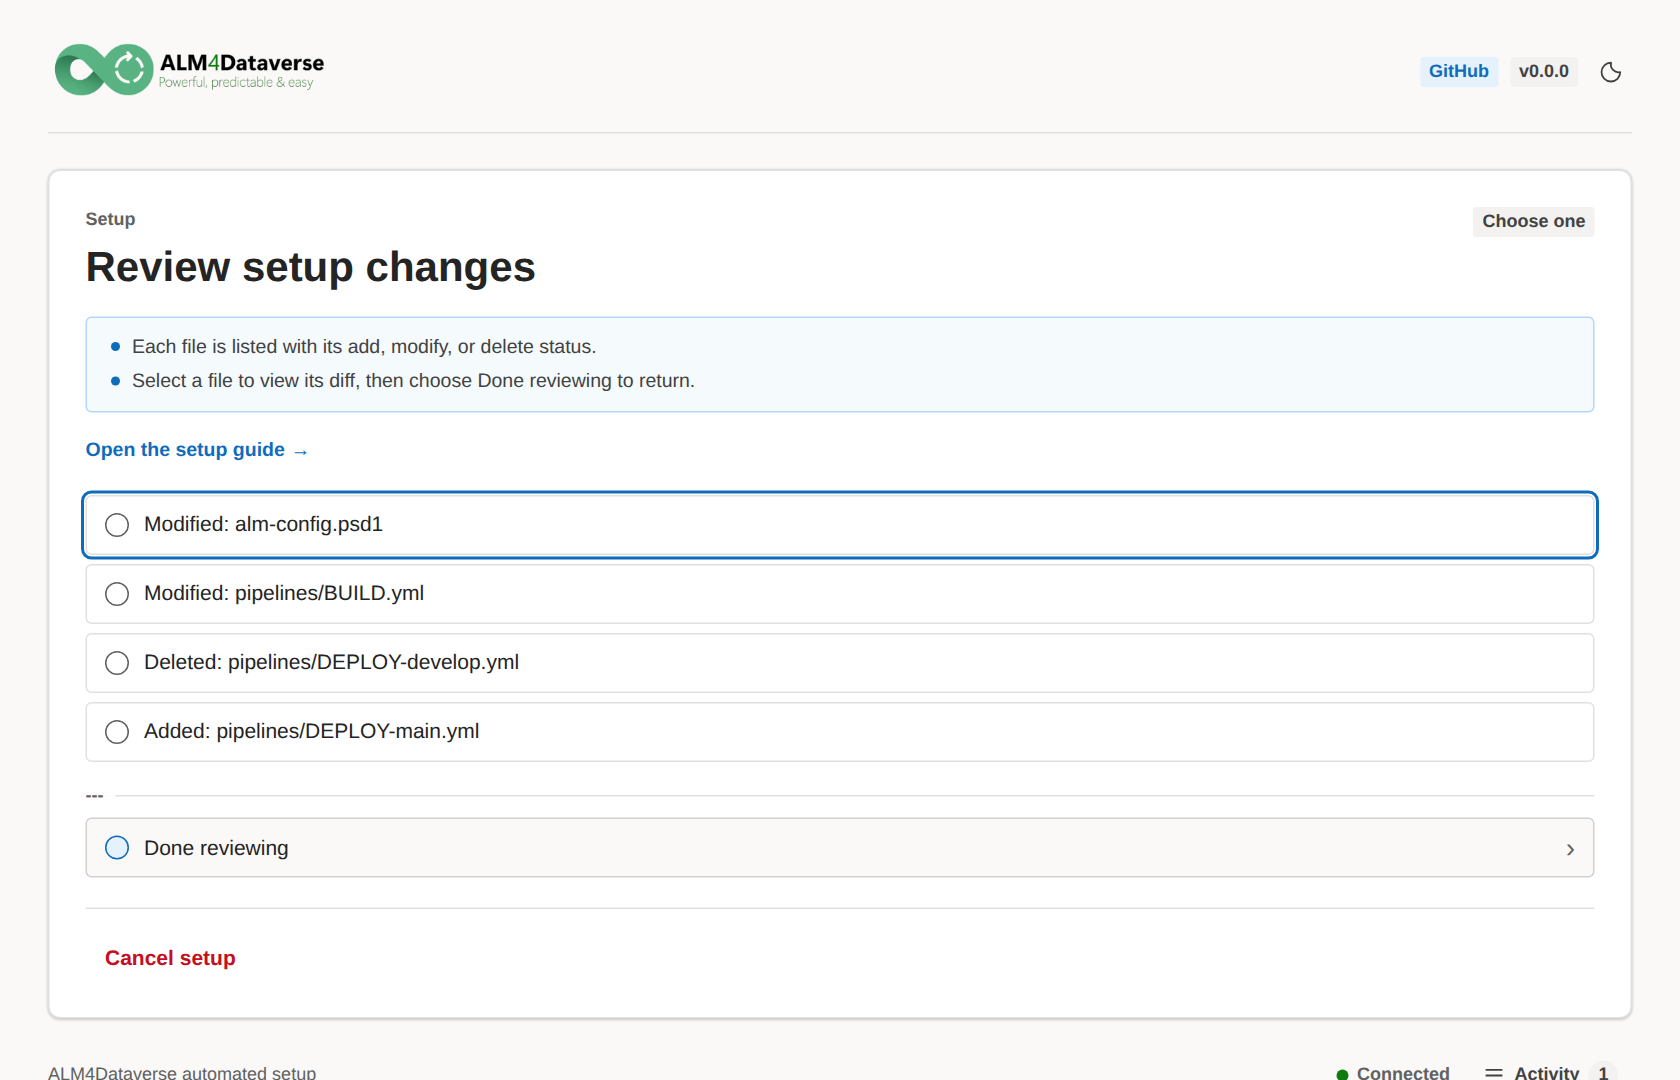 ALM4Dataverse
Powerful, predictable & easy
GitHub
v0.0.0
Setup
Choose one
Review setup changes
Each file is listed with its add, modify, or delete status.
Select a file to view its diff, then choose Done reviewing to return.
Open the setup guide →
Modified: alm-config.psd1
Modified: pipelines/BUILD.yml
Deleted: pipelines/DEPLOY-develop.yml
Added: pipelines/DEPLOY-main.yml
---
Done reviewing
Cancel setup
ALM4Dataverse automated setup
Connected
Activity 1